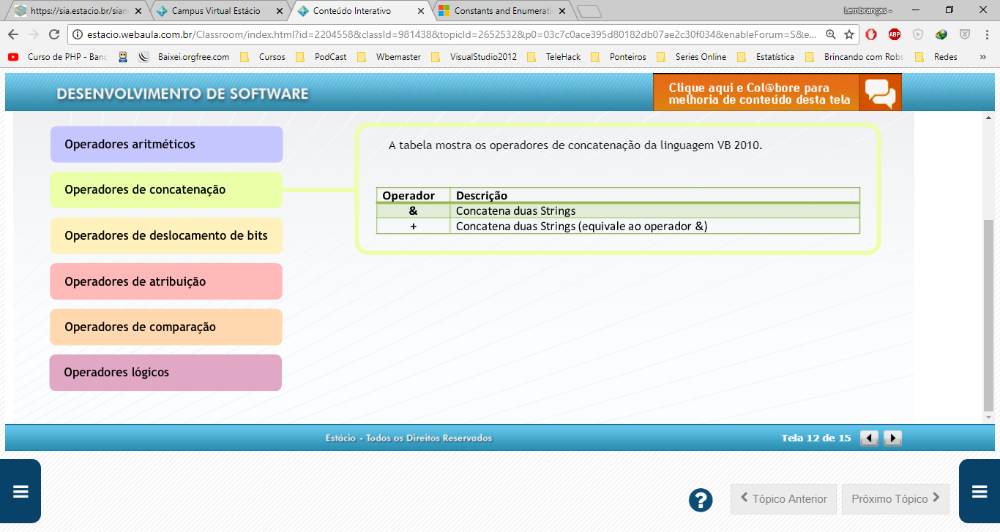 https://sia.estacio.br/sian
Campus Virtual Estácio
Conteúdo Interativo
Constants and Enumerati
Lembranças -
estacio.webaula.com.br/Classroom/index.html?id=2204558&classId=981438&topicId=2652532&p0=03c7c0ace395d80182db07ae2c30f034&enableForum=S&e...
ABP
Curso de PHP - Banc
Baixei.orgfree.com
Cursos
PodCast
Wbemaster
VisualStudio2012
TeleHack
Ponteiros
Series Online
Estatística
Brincando com Robs
Redes
»
DESENVOLVIMENTO DE SOFTWARE
Clique aqui e Col@bore para
melhoria de conteúdo desta tela
Operadores aritméticos
Operadores de concatenação
Operadores de deslocamento de bits
Operadores de atribuição
Operadores de comparação
Operadores lógicos
A tabela mostra os operadores de concatenação da linguagem VB 2010.
Operador Descrição
& Concatena duas Strings
+ Concatena duas Strings (equivale ao operador &)
Estácio - Todos os Direitos Reservados
Tela 12 de 15
?
Tópico Anterior
Próximo Tópico